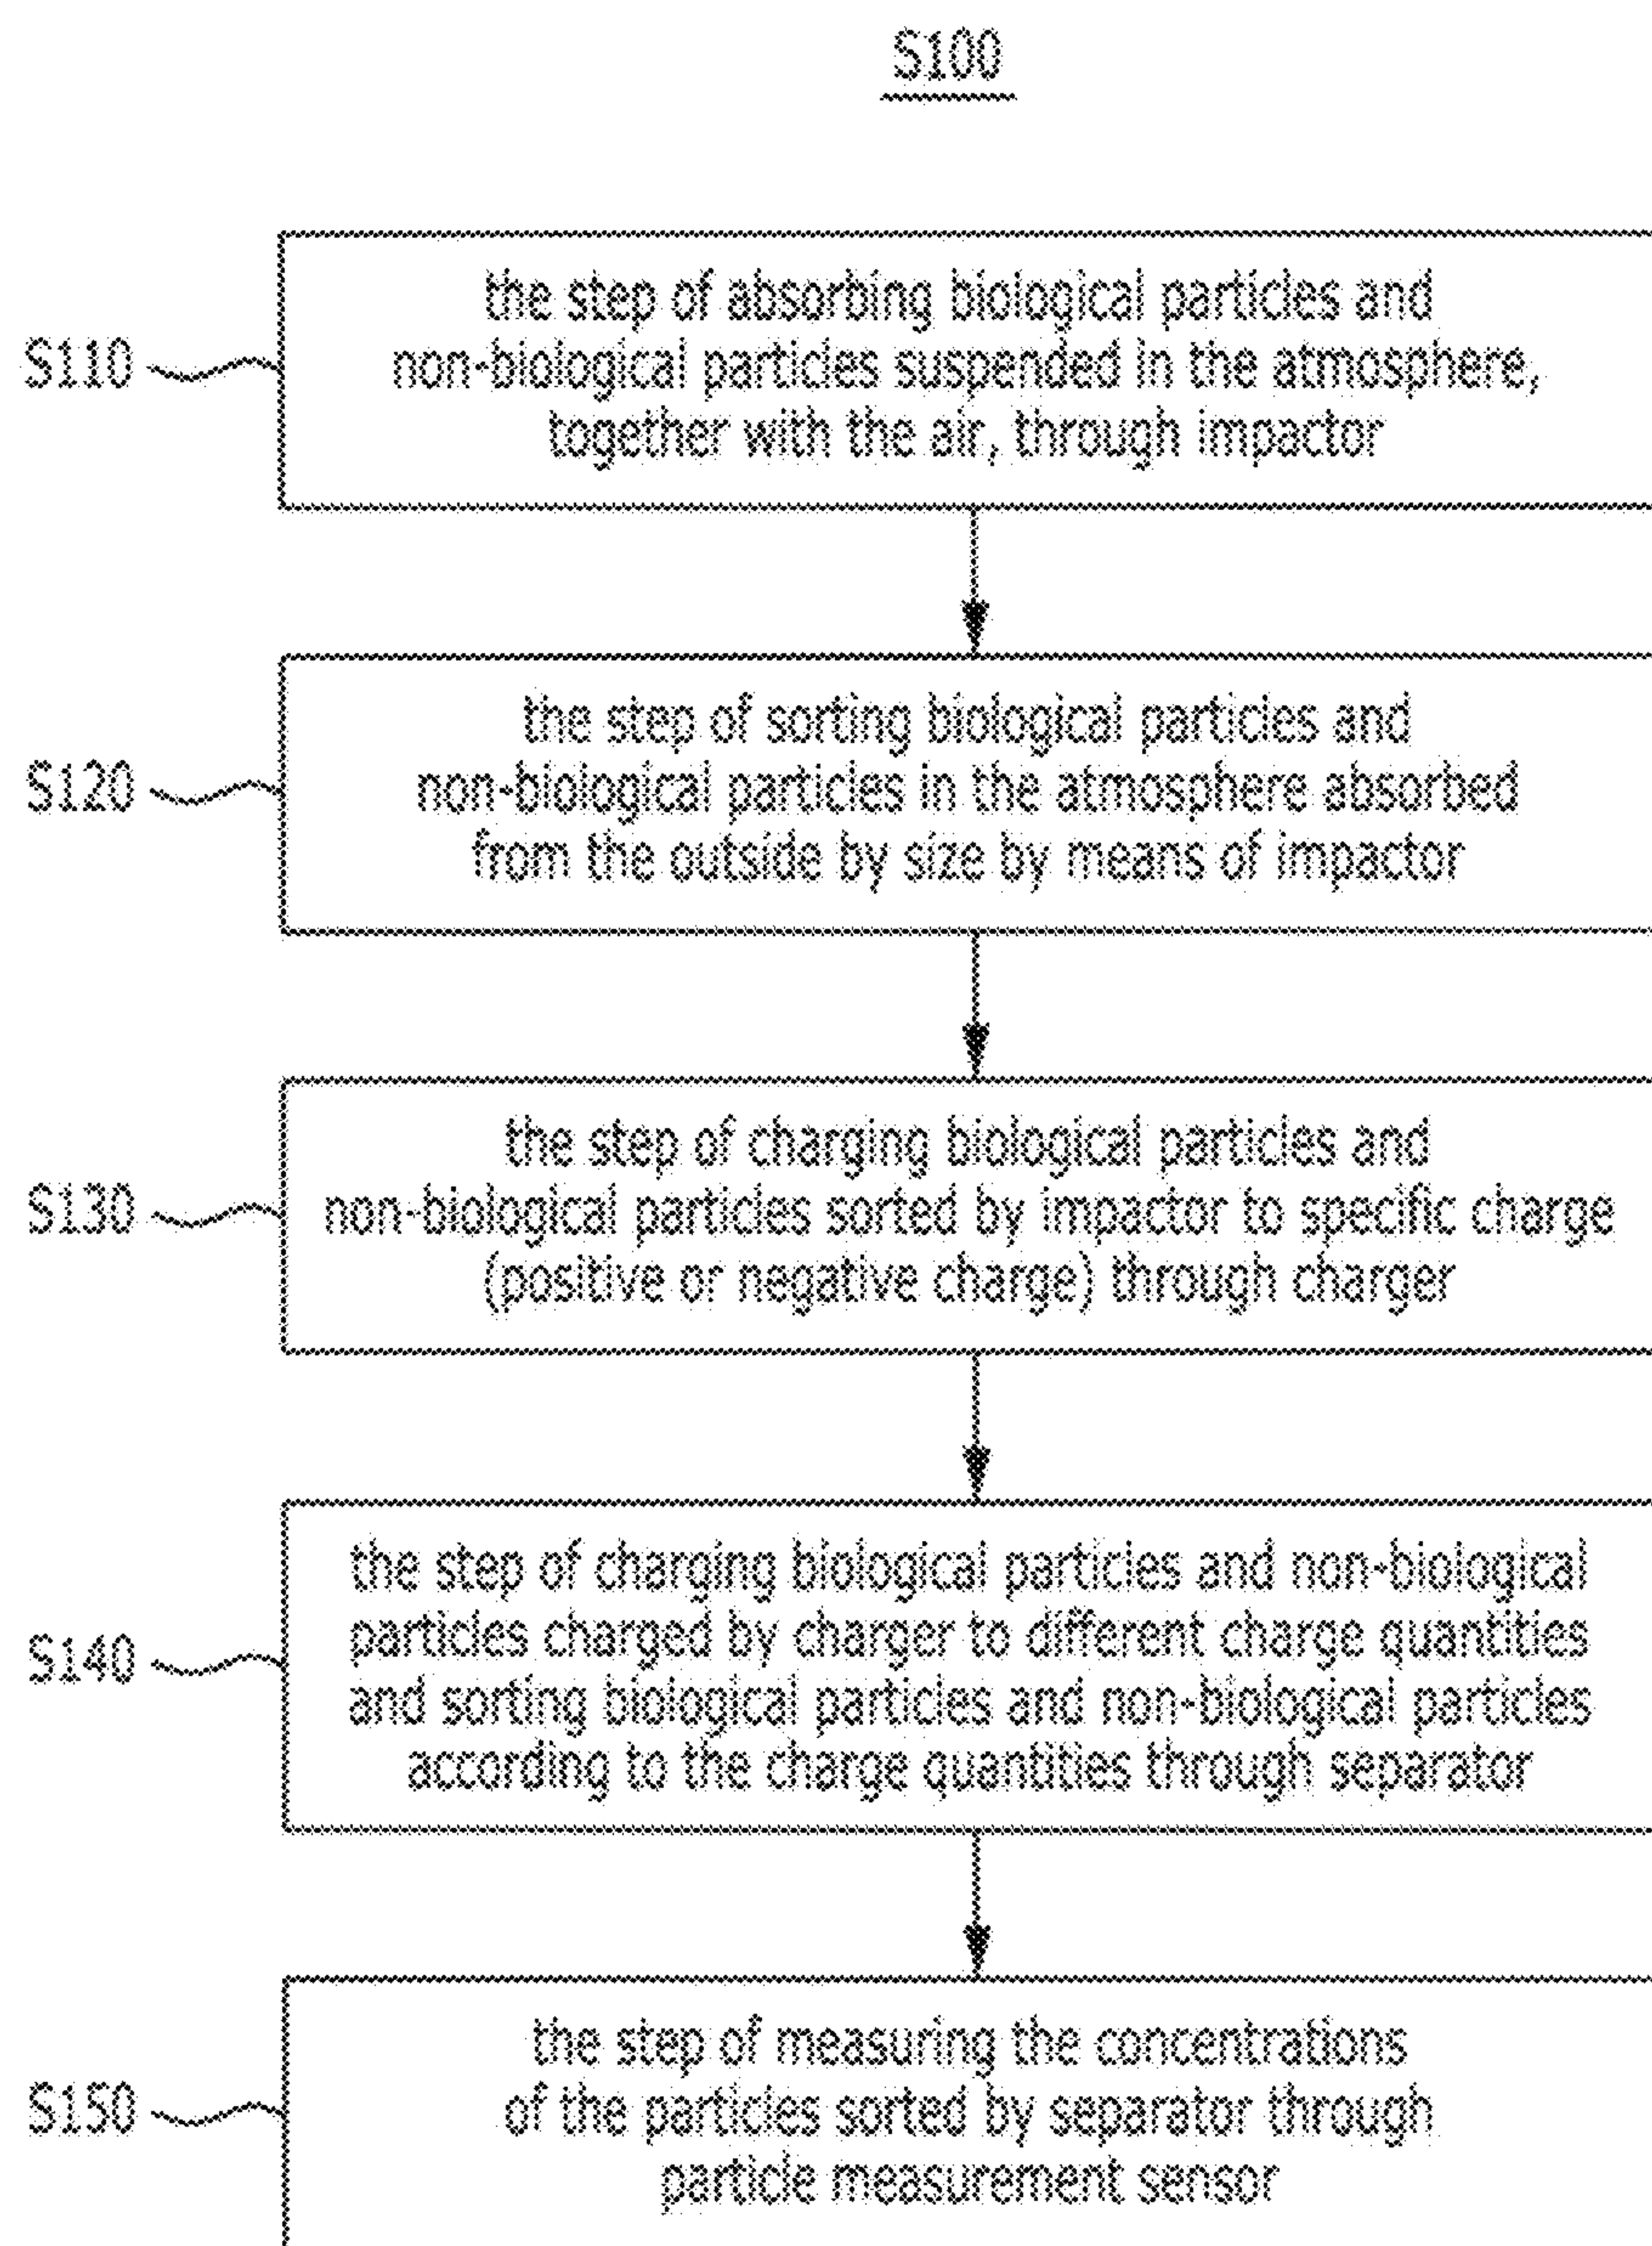 S100
S110
the step of absorbing biological particles and
non-biological particles suspended in the atmosphere,
together with the air, through impactor
S120
the step of sorting biological particles and
non-biological particles in the atmosphere absorbed
from the outside by size by means of impactor
S130
the step of charging biological particles and
non-biological particles sorted by impactor to specific charge
(positive or negative charge) through charger
S140
the step of charging biological particles and non-biological
particles charged by charger to different charge quantities
and sorting biological particles and non-biological particles
according to the charge quantities through separator
S150
the step of measuring the concentrations
of the particles sorted by separator through
particle measurement sensor